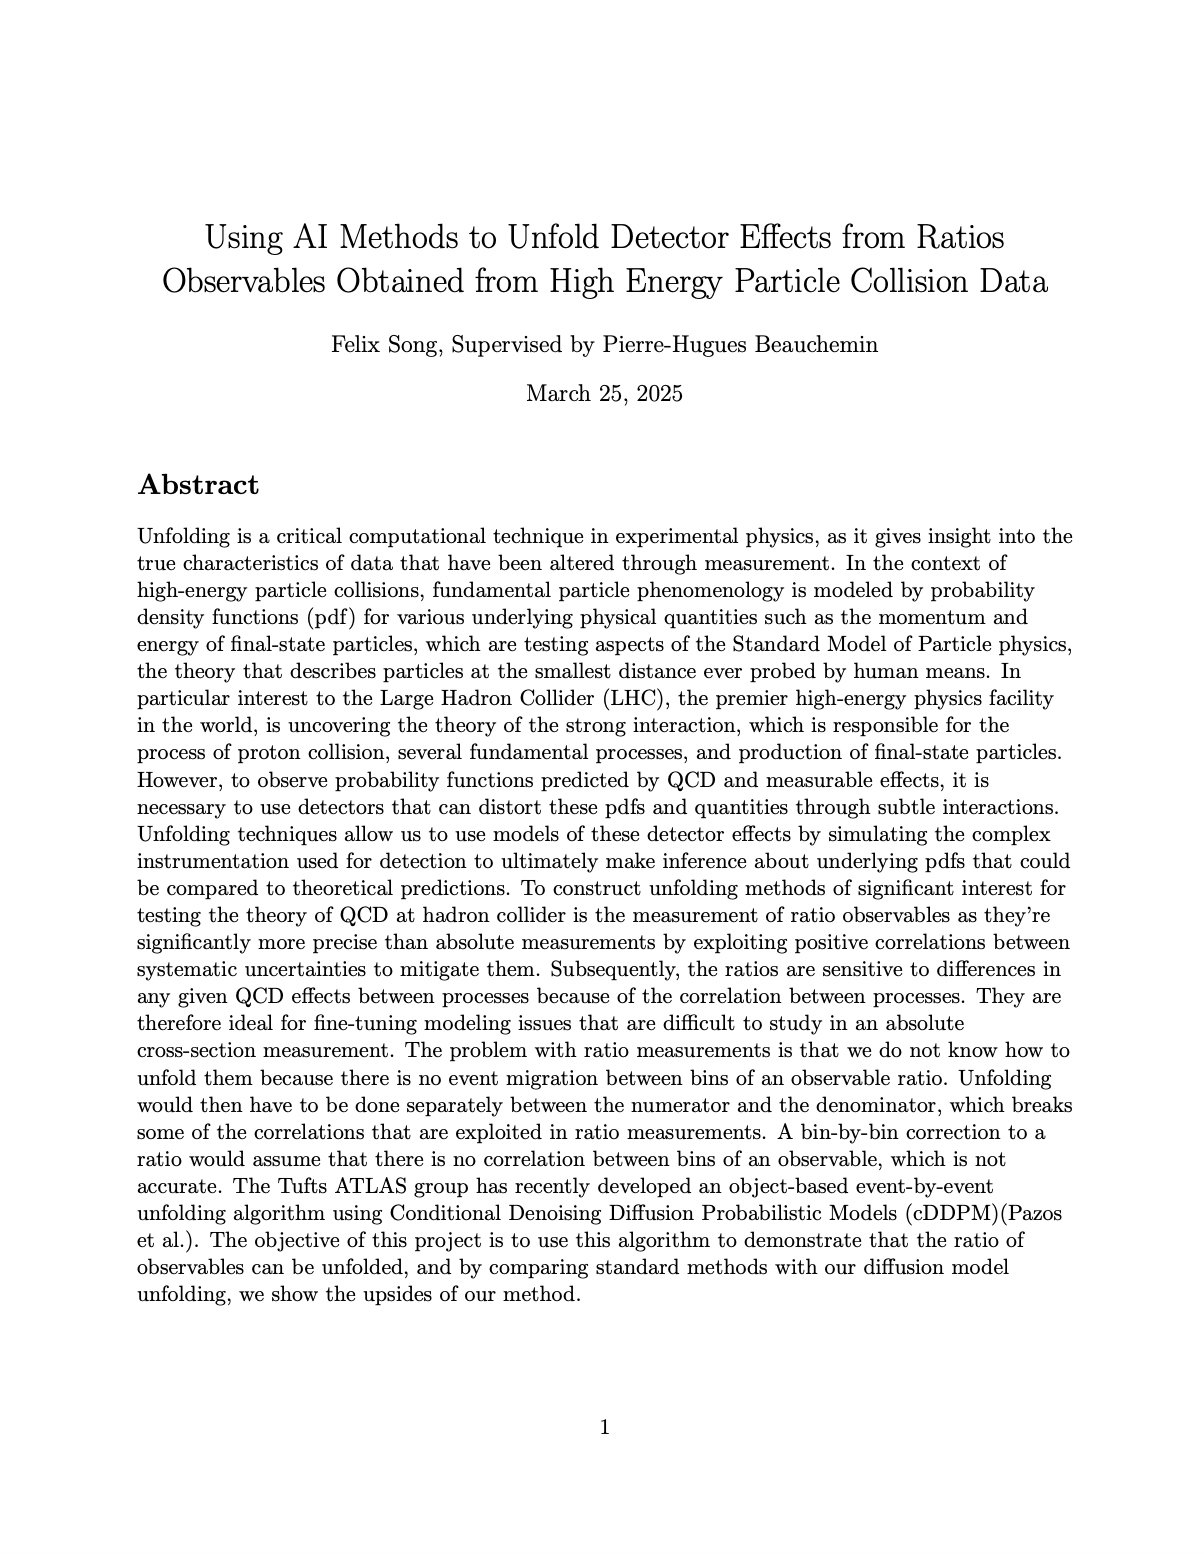 Using AI Methods to Unfold Detector Effects from Ratios
Observables Obtained from High Energy Particle Collision Data
Felix Song, Supervised by Pierre-Hugues Beauchemin
March 25, 2025
Abstract
Unfolding is a critical computational technique in experimental physics, as it gives insight into the
true characteristics of data that have been altered through measurement. In the context of
high-energy particle collisions, fundamental particle phenomenology is modeled by probability
density functions (pdf) for various underlying physical quantities such as the momentum and
energy of final-state particles, which are testing aspects of the Standard Model of Particle physics,
the theory that describes particles at the smallest distance ever probed by human means. In
particular interest to the Large Hadron Collider (LHC), the premier high-energy physics facility
in the world, is uncovering the theory of the strong interaction, which is responsible for the
process of proton collision, several fundamental processes, and production of final-state particles.
However, to observe probability functions predicted by QCD and measurable effects, it is
necessary to use detectors that can distort these pdfs and quantities through subtle interactions.
Unfolding techniques allow us to use models of these detector effects by simulating the complex
instrumentation used for detection to ultimately make inference about underlying pdfs that could
be compared to theoretical predictions. To construct unfolding methods of significant interest for
testing the theory of QCD at hadron collider is the measurement of ratio observables as they're
significantly more precise than absolute measurements by exploiting positive correlations between
systematic uncertainties to mitigate them. Subsequently, the ratios are sensitive to differences in
any given QCD effects between processes because of the correlation between processes. They are
therefore ideal for fine-tuning modeling issues that are difficult to study in an absolute
cross-section measurement. The problem with ratio measurements is that we do not know how to
unfold them because there is no event migration between bins of an observable ratio. Unfolding
would then have to be done separately between the numerator and the denominator, which breaks
some of the correlations that are exploited in ratio measurements. A bin-by-bin correction to a
ratio would assume that there is no correlation between bins of an observable, which is not
accurate. The Tufts ATLAS group has recently developed an object-based event-by-event
unfolding algorithm using Conditional Denoising Diffusion Probabilistic Models (cDDPM)(Pazos
et al.). The objective of this project is to use this algorithm to demonstrate that the ratio of
observables can be unfolded, and by comparing standard methods with our diffusion model
unfolding, we show the upsides of our method.
1